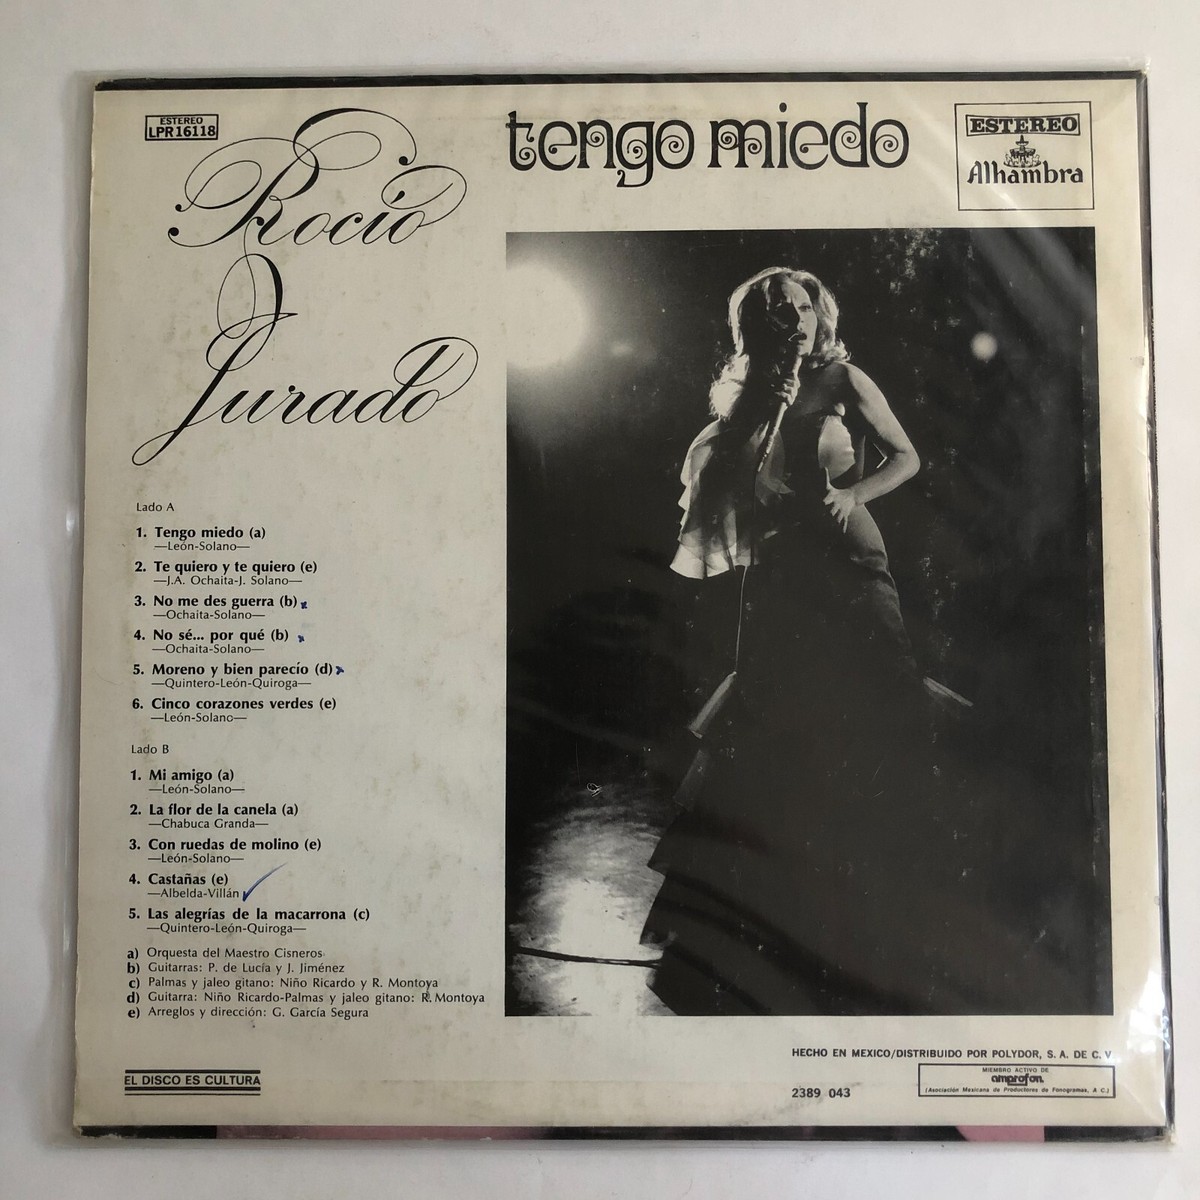 ESTEREO
LPR 16118
Rocío
Jurado
tengo miedo
ESTEREO
Alhambra
Lado A
1. Tengo miedo (a)
—León-Solano—
2. Te quiero y te quiero (e)
—J.A. Ochaita-J. Solano—
3. No me des guerra (b)
—Ochaita-Solano—
4. No sé... por qué (b)
—Ochaita-Solano—
5. Moreno y bien parecío (d)
—Quintero-León-Quiroga—
6. Cinco corazones verdes (e)
—León-Solano—
Lado B
1. Mi amigo (a)
—León-Solano—
2. La flor de la canela (a)
—Chabuca Granda—
3. Con ruedas de molino (e)
—León-Solano—
4. Castañas (e)
—Albelda-Villán
5. Las alegrías de la macarrona (c)
—Quintero-León-Quiroga—
a) Orquesta del Maestro Cisneros
b) Guitarras: P. de Lucía y J. Jiménez
c) Palmas y jaleo gitano: Niño Ricardo y R. Montoya
d) Guitarra: Niño Ricardo-Palmas y jaleo gitano: R. Montoya
e) Arreglos y dirección: G. García Segura
EL DISCO ES CULTURA
HECHO EN MEXICO/DISTRIBUIDO POR POLYDOR, S. A. DE C. V.
MIEMBRO ACTIVO DE
amprofon.
(Asociación Mexicana de Productores de Fonogramas, A C.)
2389 043